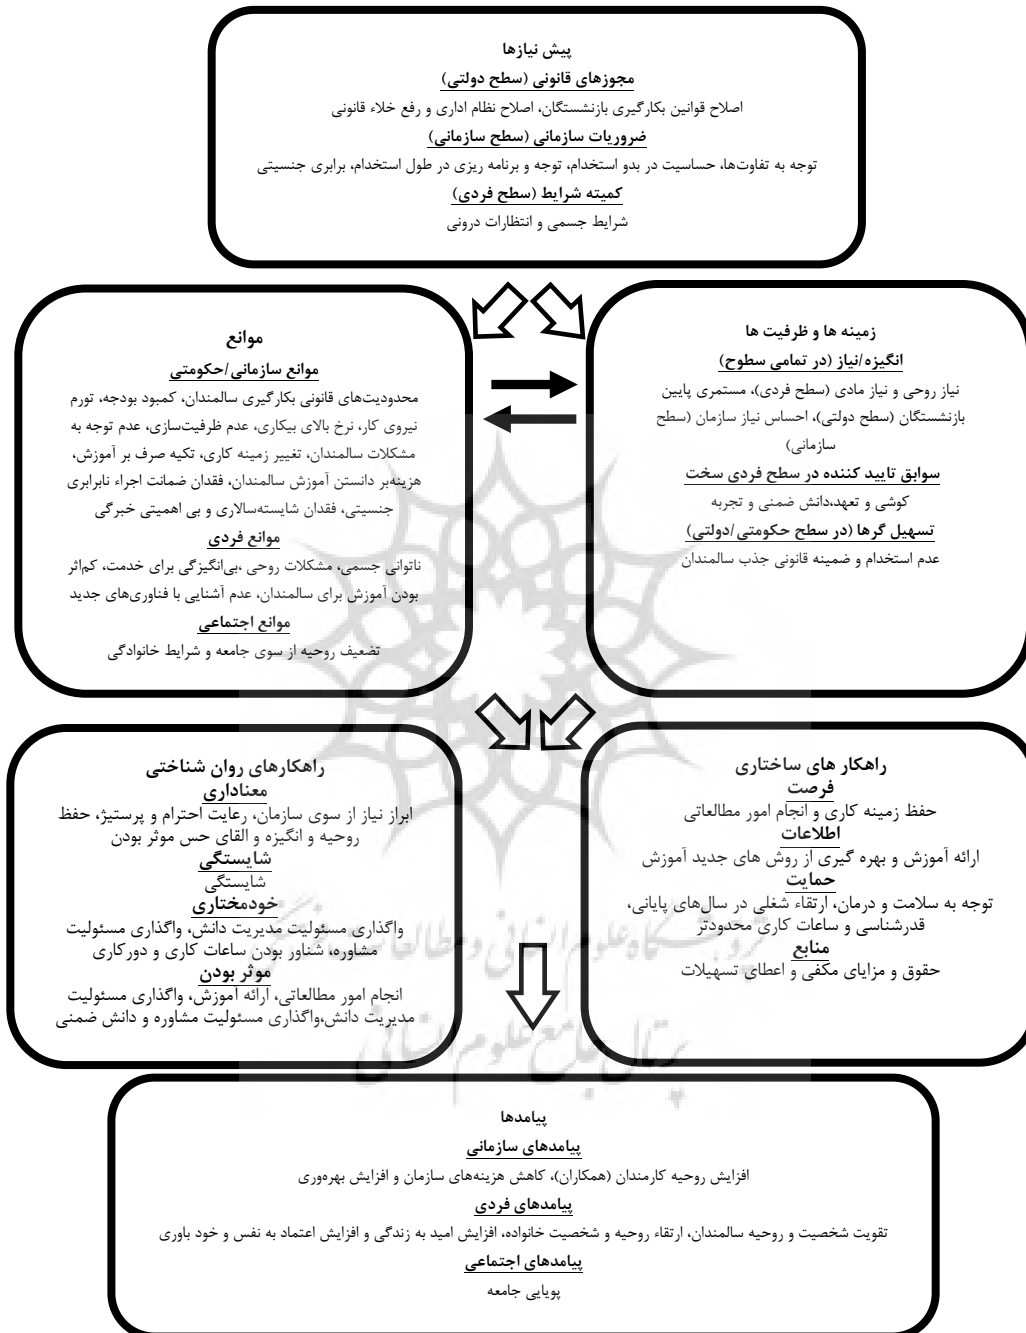 پیش نیازها
مجوزهای قانونی (سطح دولتی)
اصلاح قوانین بکارگیری بازنشستگان، اصلاح نظام اداری و رفع خلاء قانونی
ضروریات سازمانی (سطح سازمانی)
توجه به تفاوت‌ها، حساسیت در بدو استخدام، توجه و برنامه ریزی در طول استخدام، برابری جنسیتی
کمیته شرایط (سطح فردی)
شرایط جسمی و انتظارات درونی
زمینه ها و ظرفیت ها
انگیزه/نیاز (در تمامی سطوح)
نیاز روحی و نیاز مادی (سطح فردی)، مستمری پایین
بازنشستگان (سطح دولتی)، احساس نیاز سازمان (سطح
سازمانی)
سوابق تایید کننده در سطح فردی سخت
کوشی و تعهد،دانش ضمنی و تجربه
تسهیل گرها (در سطح حکومتی/دولتی)
عدم استخدام و ضمینه قانونی جذب سالمندان
موانع
موانع سازمانی/حکومتی
محدودیت‌های قانونی بکارگیری سالمندان، کمبود بودجه، تورم
نیروی کار، نرخ بالای بیکاری، عدم ظرفیت‌سازی، عدم توجه به
مشکلات سالمندان، تغییر زمینه کاری، تکیه صرف بر آموزش،
هزینه‌بر دانستن آموزش سالمندان، فقدان ضمانت اجراء نابرابری
جنسیتی، فقدان شایسته‌سالاری و بی اهمیتی خبرگی
موانع فردی
ناتوانی جسمی، مشکلات روحی ،بی‌انگیزگی برای خدمت، کم‌اثر
بودن آموزش برای سالمندان، عدم آشنایی با فناوری‌های جدید
موانع اجتماعی
تضعیف روحیه از سوی جامعه و شرایط خانوادگی
راهکار های ساختاری
فرصت
حفظ زمینه کاری و انجام امور مطالعاتی
اطلاعات
ارائه آموزش و بهره گیری از روش های جدید آموزش
حمایت
توجه به سلامت و درمان، ارتقاء شغلی در سال‌های پایانی،
قدرشناسی و ساعات کاری محدودتر
منابع
حقوق و مزایای مکفی و اعطای تسهیلات
راهکارهای روان شناختی
معناداری
ابراز نیاز از سوی سازمان، رعایت احترام و پرستیژ، حفظ
روحیه و انگیزه و القای حس موثر بودن
شایستگی
شایستگی
خودمختاری
واگذاری مسئولیت مدیریت دانش، واگذاری مسئولیت
مشاوره، شناور بودن ساعات کاری و دورکاری
موثر بودن
انجام امور مطالعاتی، ارائه آموزش، واگذاری مسئولیت
مدیریت دانش،واگذاری مسئولیت مشاوره و دانش ضمنی
پژوهشگاه علوم انسانی و مطالعات فرهنگی
پرتال جامع علوم انسانی
پیامدها
پیامدهای سازمانی
افزایش روحیه کارمندان (همکاران)، کاهش هزینه‌های سازمان و افزایش بهره‌وری
پیامدهای فردی
تقویت شخصیت و روحیه سالمندان، ارتقاء روحیه و شخصیت خانواده، افزایش امید به زندگی و افزایش اعتماد به نفس و خود باوری
پیامدهای اجتماعی
پویایی جامعه